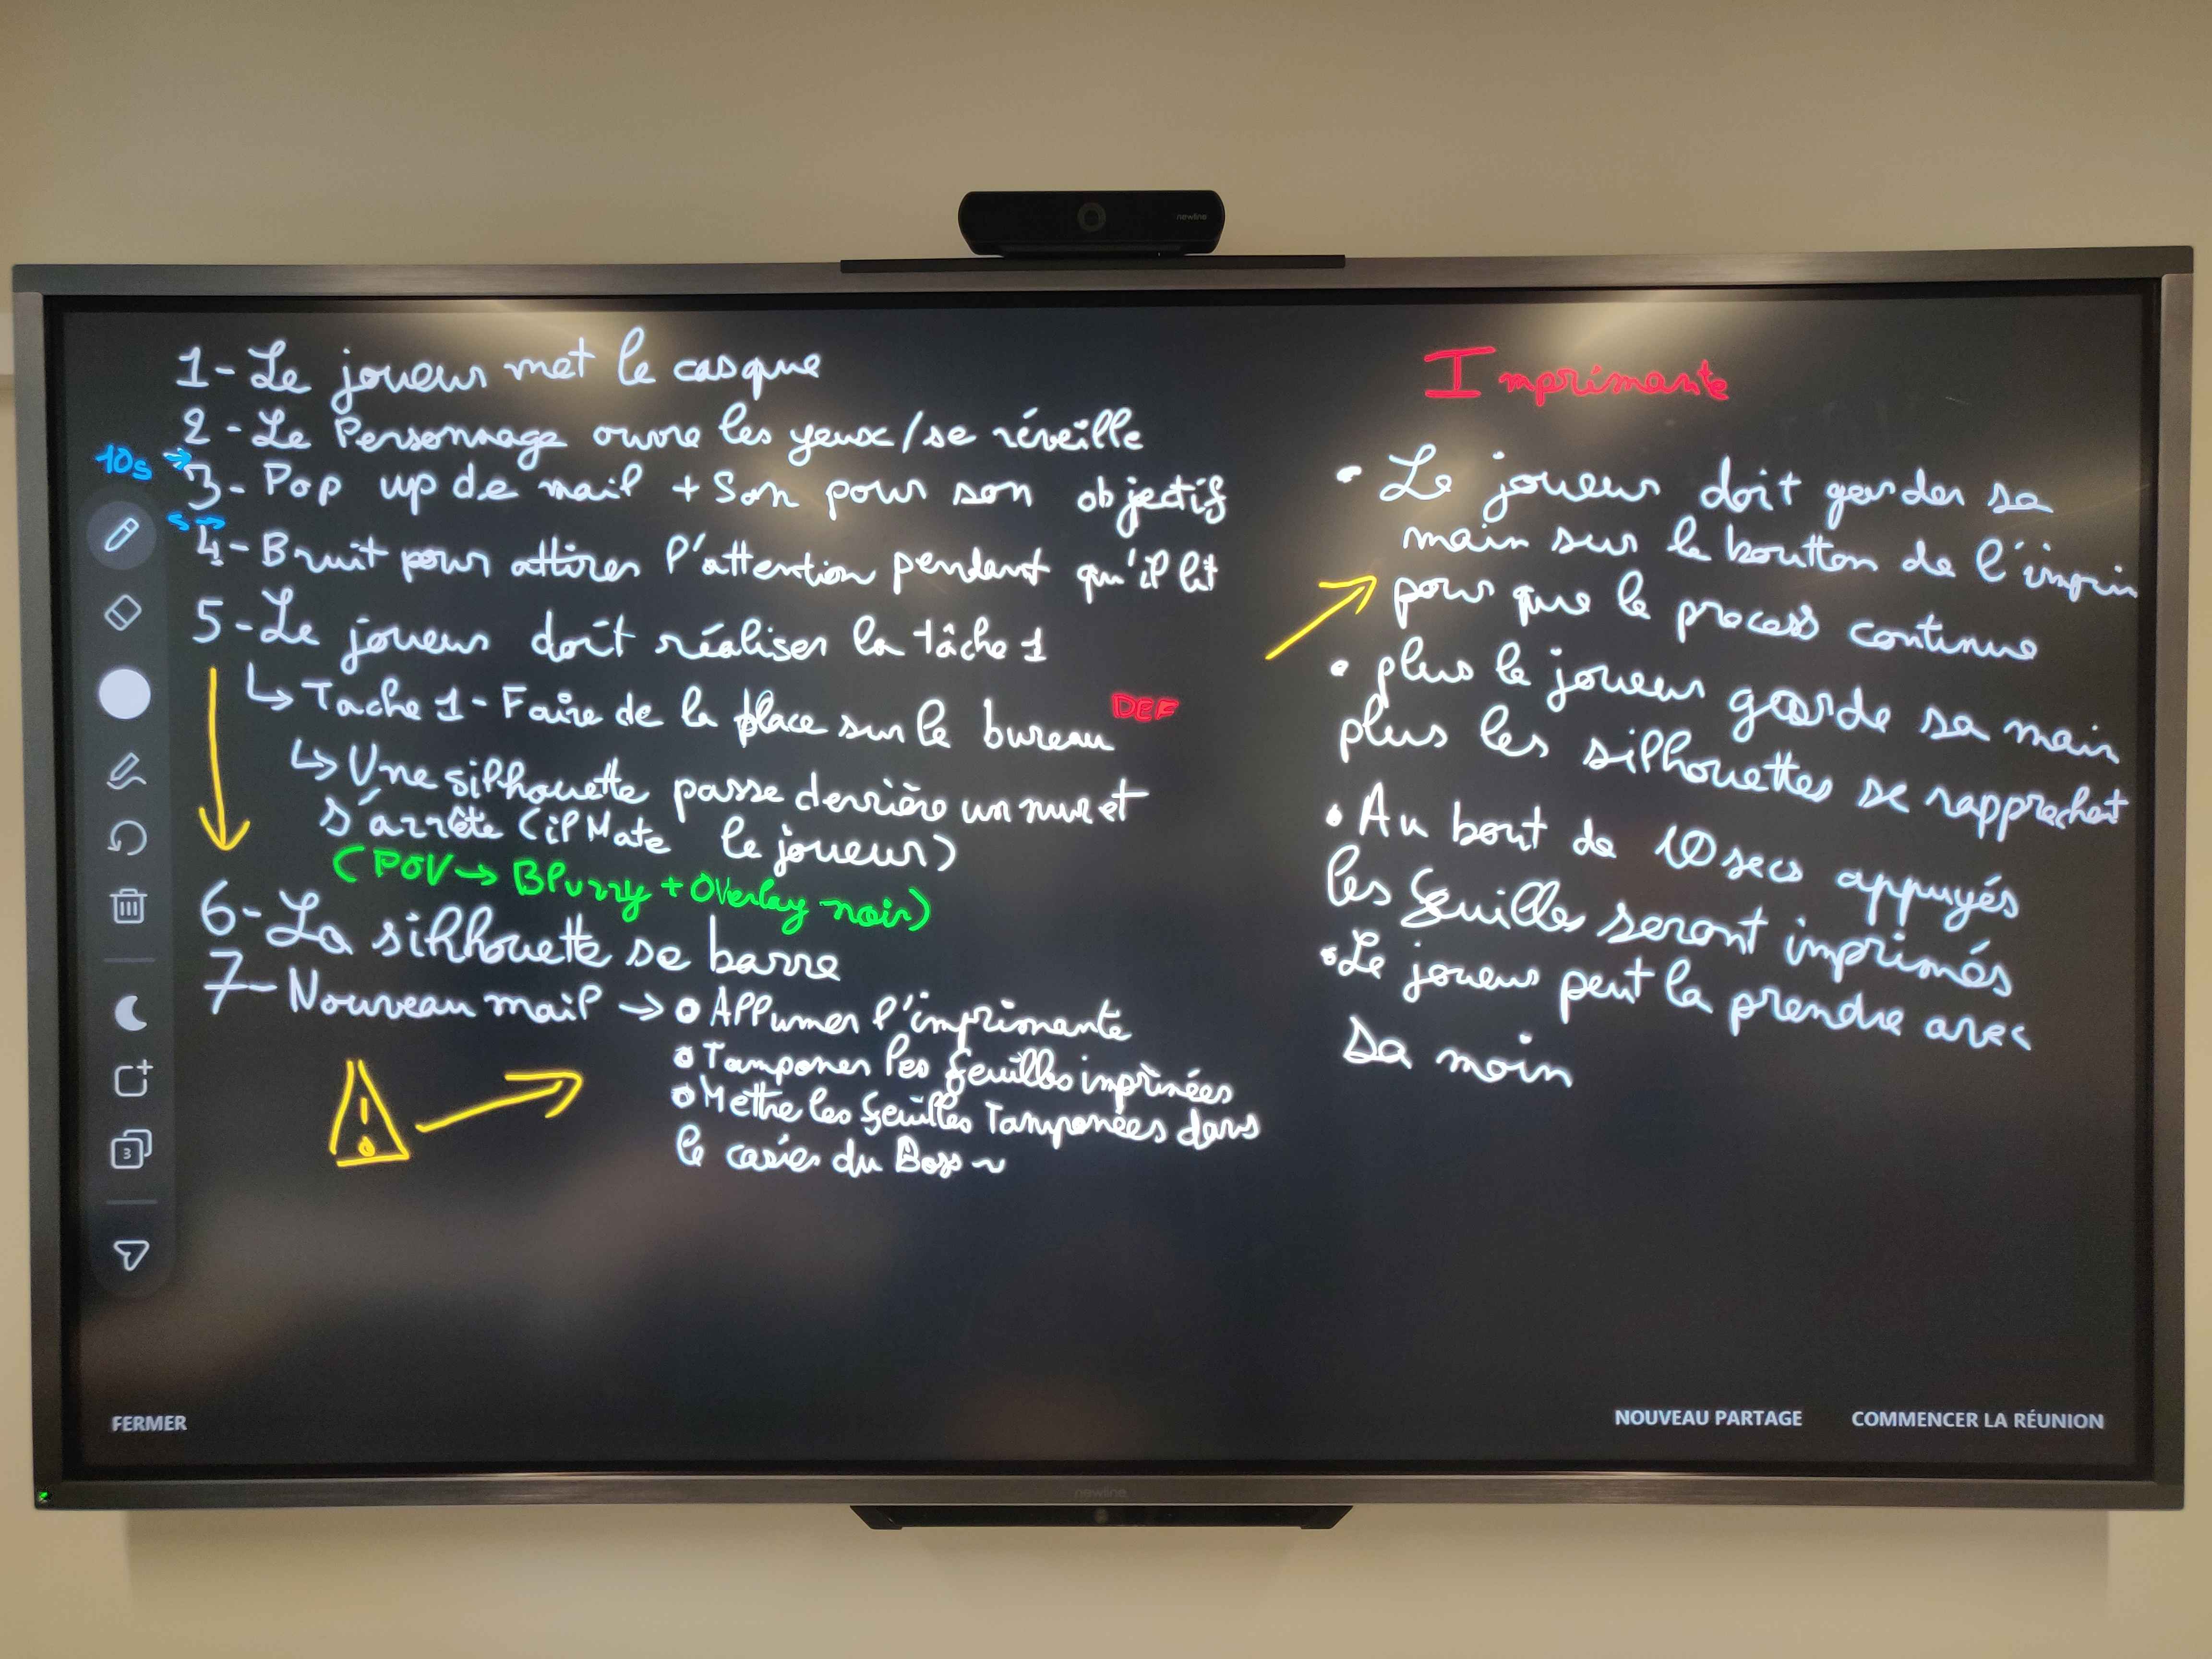 newline
1-Le joueur met le casque
2-Le Personnage ouvre les yeux/se réveille
10s →
3-Pop up de mail + Son pour son objectif
4-Bruit pour attirer l'attention pendant qu'il lit
5-Le joueur doit réaliser la tâche 1
↳ Tache 1-Faire de la place sur le bureau DEF
↳ Une silhouette passe derrière un mur et
s'arrête (il Mate le joueur)
(POV → Blurry + Overlay noir)
6-La silhouette se barre
7-Nouveau mail → • Allumer l'imprimante
• Tamponer les feuilles imprimées
• Mettre les feuilles Tamponées dans
le casier du Boss ~
!
Imprimante
• Le joueur doit garder sa
main sur le boutton de l'imprim
pour que le process continue
• plus le joueur garde sa main
plus les silhouettes se rapprochent
• Au bout de 10 secs appuyés
les feuilles seront imprimés
• Le joueur peut la prendre avec
sa main
3
FERMER
NOUVEAU PARTAGE COMMENCER LA RÉUNION
newline